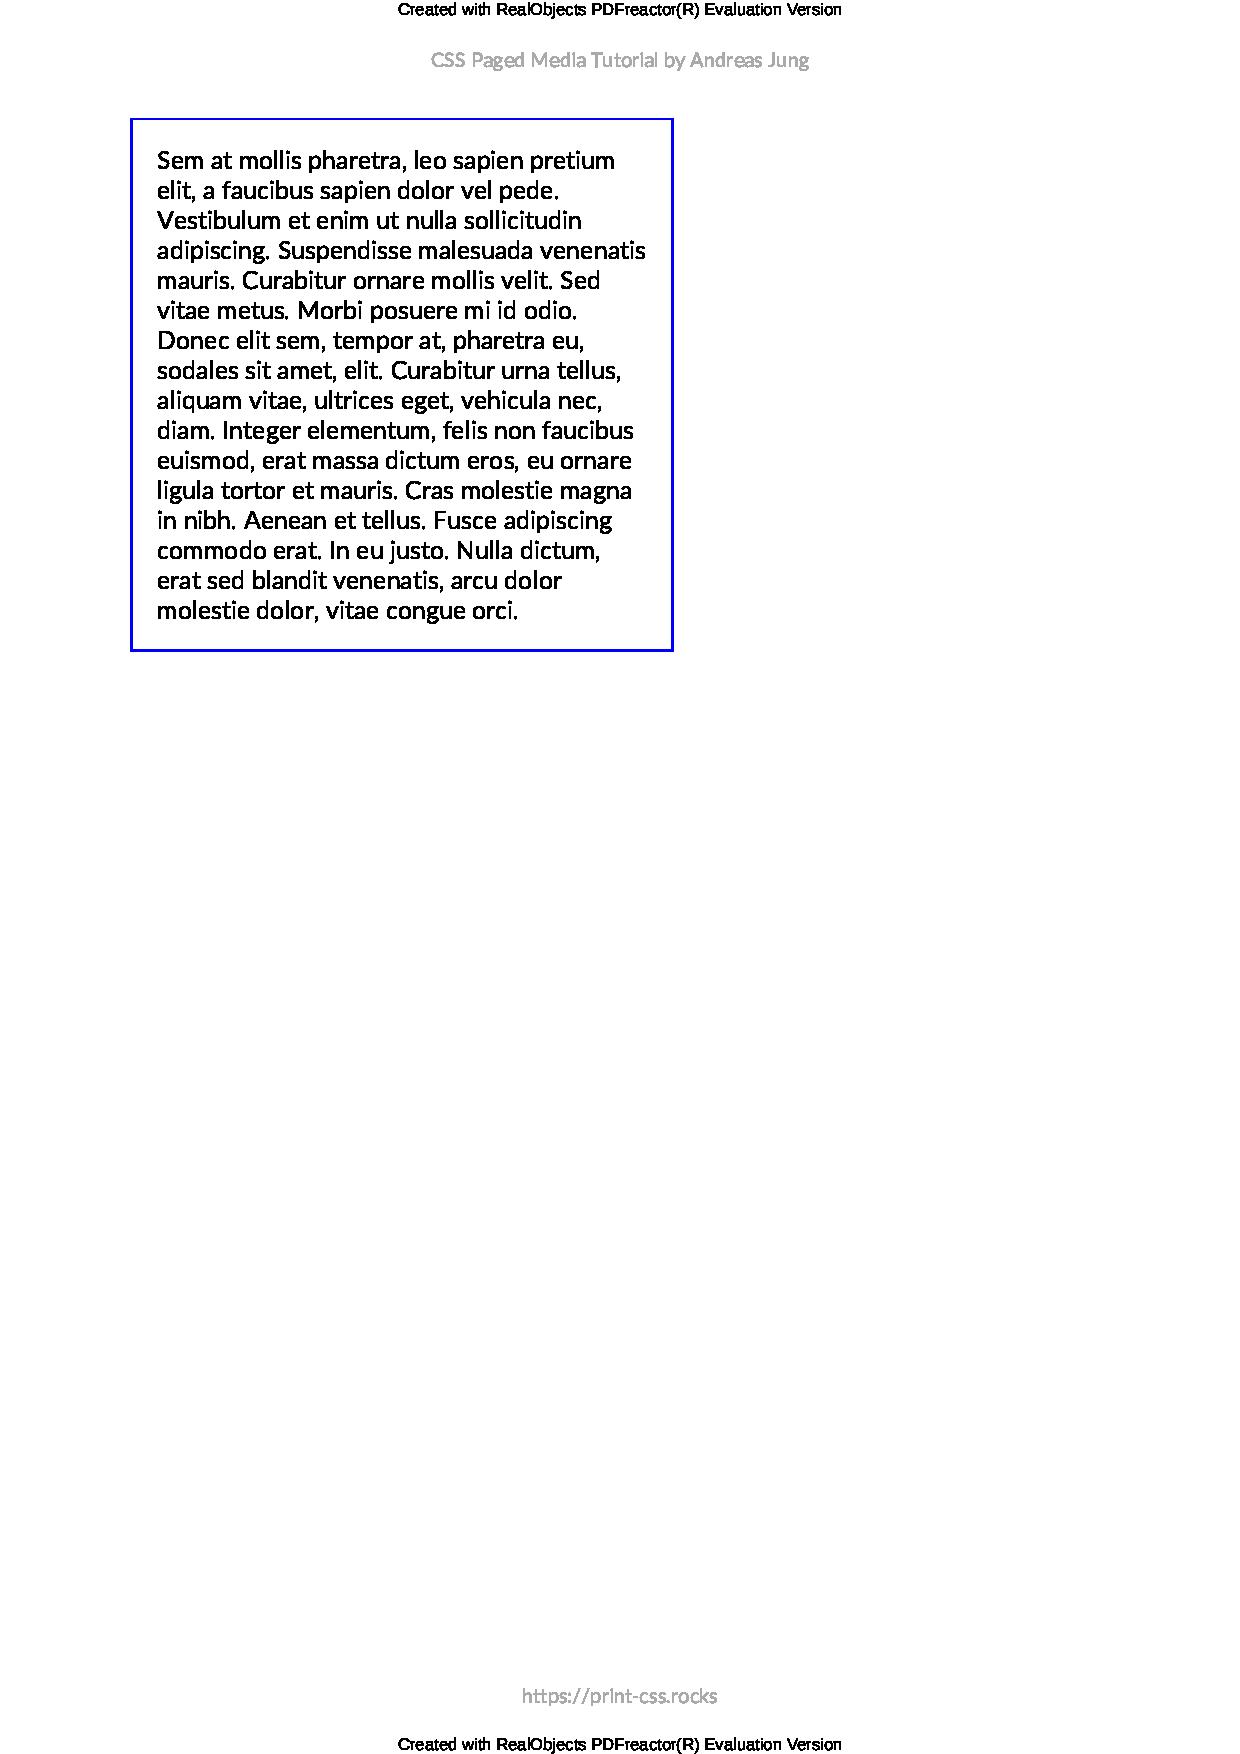 Created with RealObjects PDFreactor(R) Evaluation Version
CSS Paged Media Tutorial by Andreas Jung
Sem at mollis pharetra, leo sapien pretium
elit, a faucibus sapien dolor vel pede.
Vestibulum et enim ut nulla sollicitudin
adipiscing. Suspendisse malesuada venenatis
mauris. Curabitur ornare mollis velit. Sed
vitae metus. Morbi posuere mi id odio.
Donec elit sem, tempor at, pharetra eu,
sodales sit amet, elit. Curabitur urna tellus,
aliquam vitae, ultrices eget, vehicula nec,
diam. Integer elementum, felis non faucibus
euismod, erat massa dictum eros, eu ornare
ligula tortor et mauris. Cras molestie magna
in nibh. Aenean et tellus. Fusce adipiscing
commodo erat. In eu justo. Nulla dictum,
erat sed blandit venenatis, arcu dolor
molestie dolor, vitae congue orci.
https://print-css.rocks
Created with RealObjects PDFreactor(R) Evaluation Version